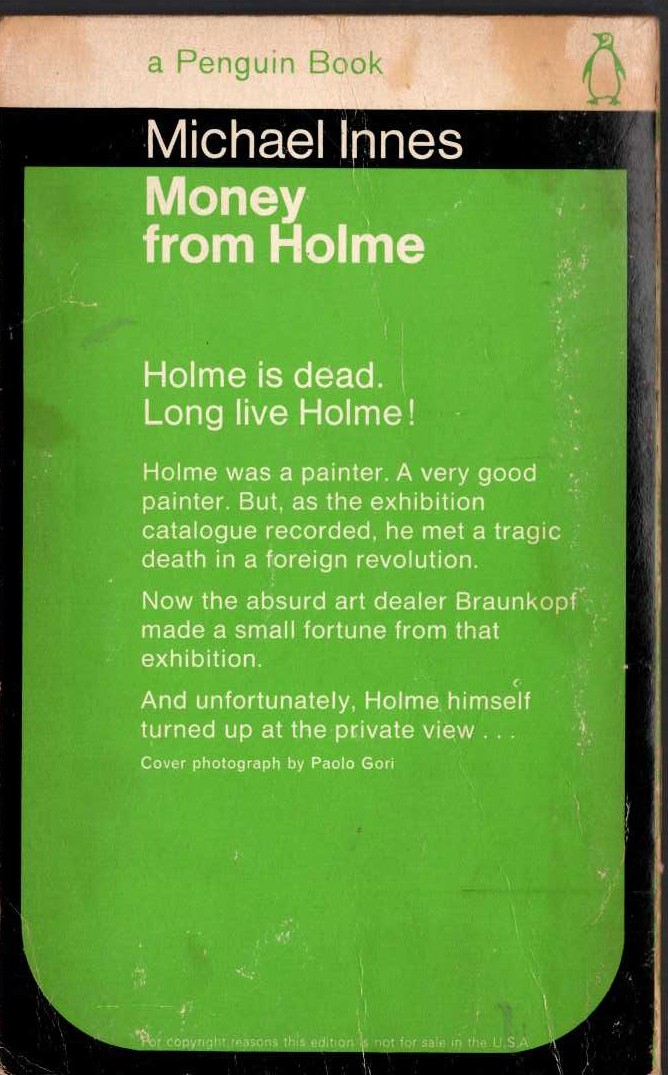 a Penguin Book
Michael Innes
Money
from Holme
Holme is dead.
Long live Holme!
Holme was a painter. A very good
painter. But, as the exhibition
catalogue recorded, he met a tragic
death in a foreign revolution.
Now the absurd art dealer Braunkopf
made a small fortune from that
exhibition.
And unfortunately, Holme himself
turned up at the private view . . .
Cover photograph by Paolo Gori
For copyright reasons this edition is not for sale in the U.S.A.